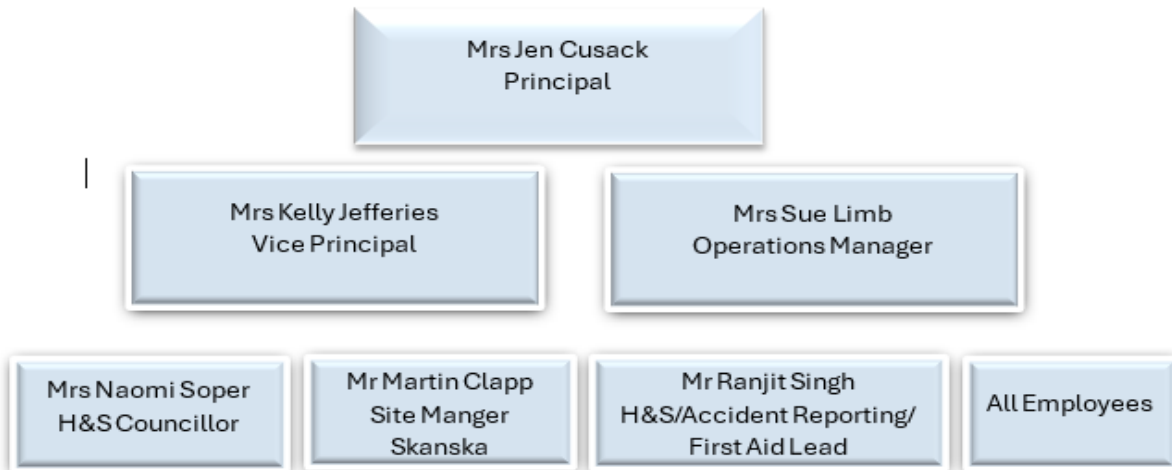 Mrs Jen Cusack
Principal
Mrs Kelly Jefferies
Vice Principal
Mrs Sue Limb
Operations Manager
Mrs Naomi Soper
H&S Councillor
Mr Martin Clapp
Site Manger
Skanska
Mr Ranjit Singh
H&S/Accident Reporting/
First Aid Lead
All Employees